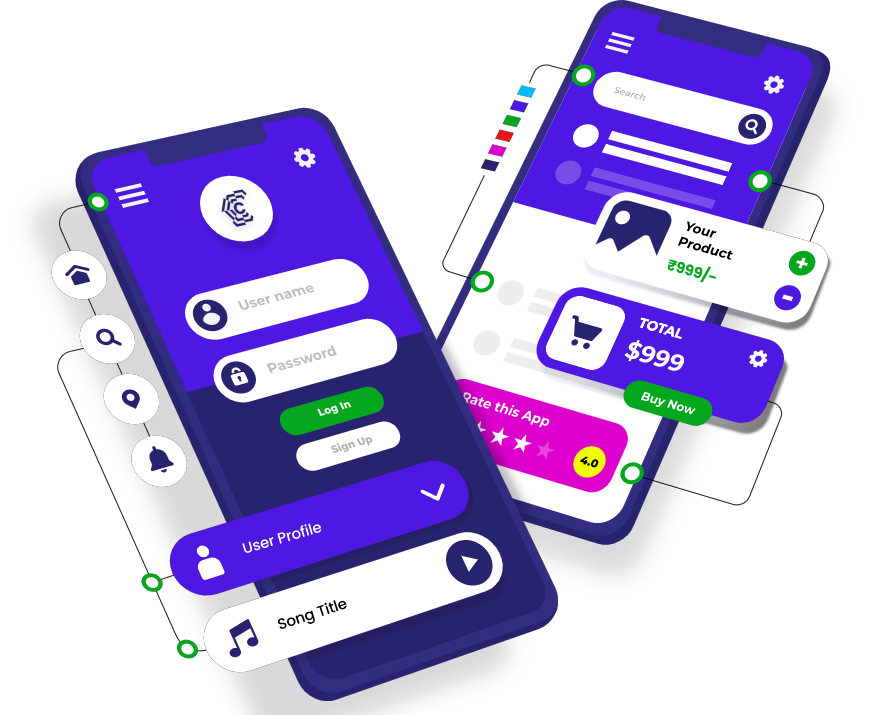 User name
Password
Log In
Sign Up
User Profile
Song Title
Search
Your
Product
₹999/-
TOTAL
$999
Buy Now
Rate this App
4.0